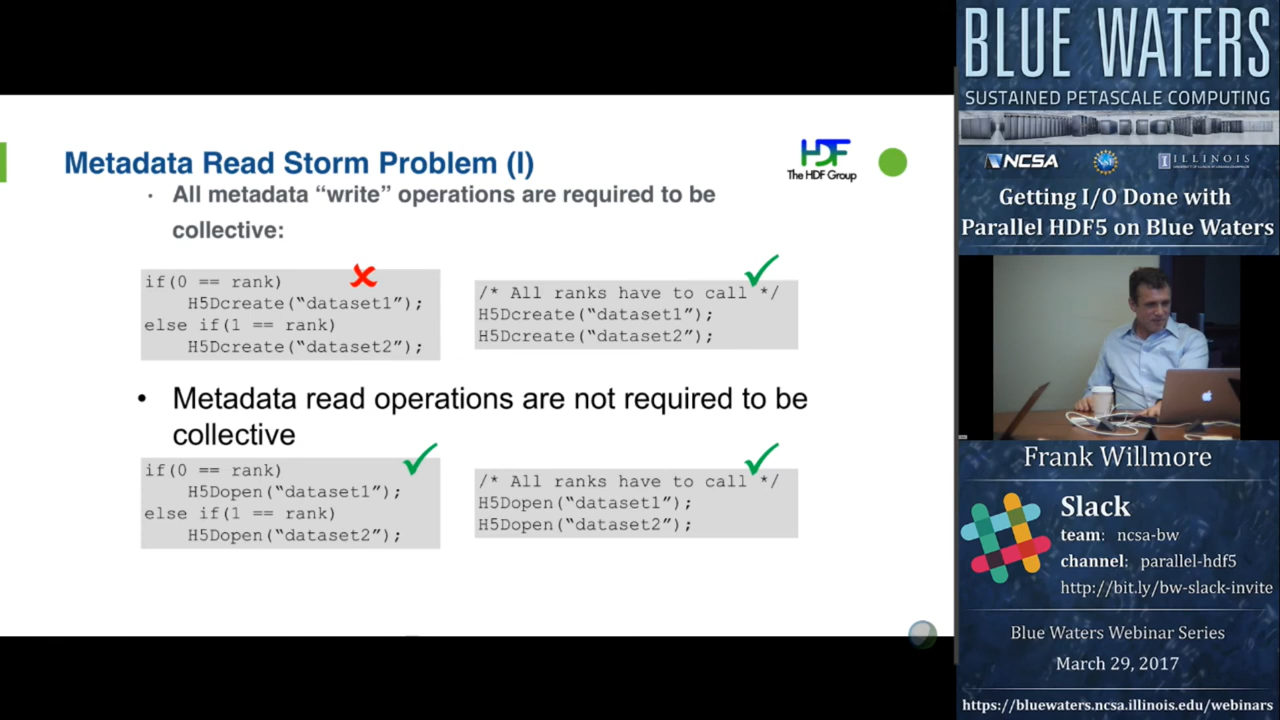 Metadata Read Storm Problem (I)
HDF
The HDF Group
· All metadata “write” operations are required to be
collective:
if(0 == rank)
H5Dcreate(“dataset1”);
else if(1 == rank)
H5Dcreate(“dataset2”);
/* All ranks have to call */
H5Dcreate(“dataset1”);
H5Dcreate(“dataset2”);
• Metadata read operations are not required to be
collective
if(0 == rank)
H5Dopen(“dataset1”);
else if(1 == rank)
H5Dopen(“dataset2”);
/* All ranks have to call */
H5Dopen(“dataset1”);
H5Dopen(“dataset2”);
BLUE WATERS
SUSTAINED PETASCALE COMPUTING
NCSA
ILLINOIS
Getting I/O Done with
Parallel HDF5 on Blue Waters
Frank Willmore
Slack
team: ncsa-bw
channel: parallel-hdf5
http://bit.ly/bw-slack-invite
Blue Waters Webinar Series
March 29, 2017
https://bluewaters.ncsa.illinois.edu/webinars